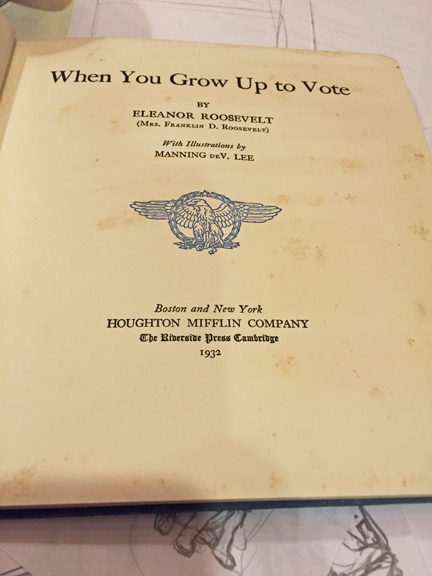 When You Grow Up to Vote
BY
ELEANOR ROOSEVELT
(MRS. FRANKLIN D. ROOSEVELT)
With Illustrations by
MANNING DEV. LEE
Boston and New York
HOUGHTON MIFFLIN COMPANY
The Riverside Press Cambridge
1932